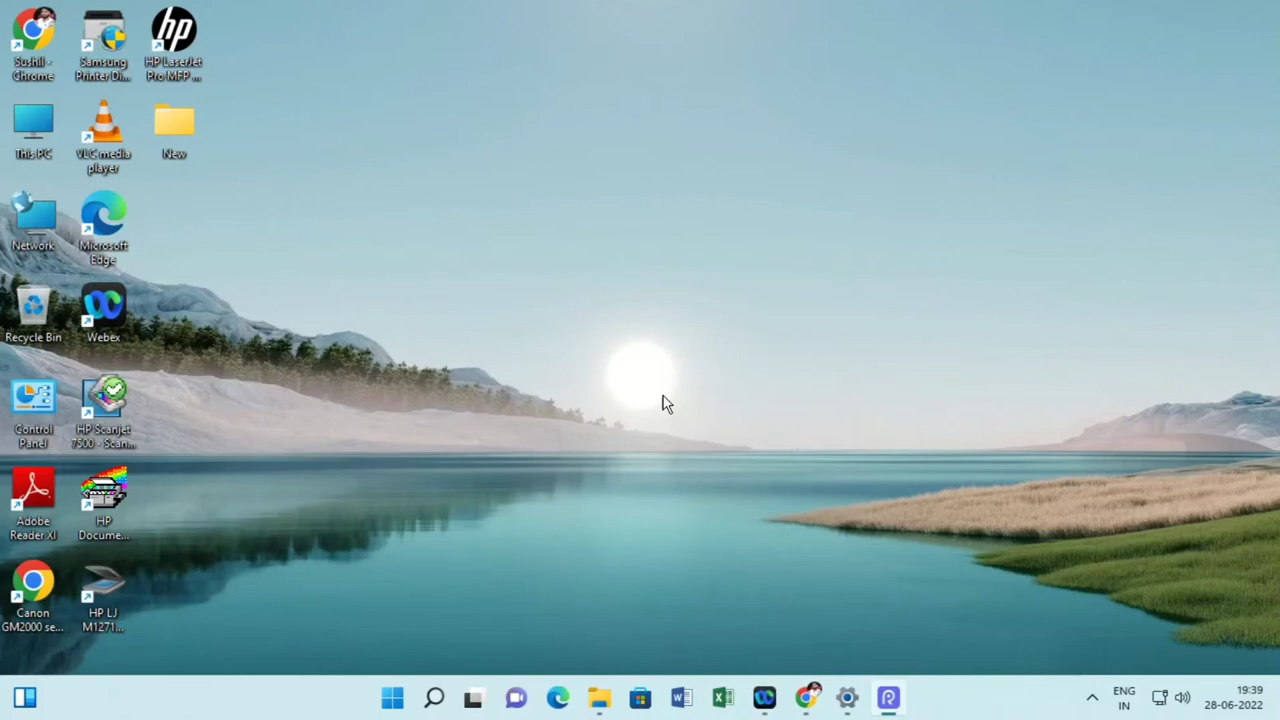 Sushil -
Chrome
Samsung
Printer Di...
hp
HP LaserJet
Pro MFP ...
This PC
VLC media
player
New
Network
Microsoft
Edge
Recycle Bin
Webex
Control
Panel
HP Scanjet
7500 - Scan...
Adobe
Reader XI
HP
Docume...
Canon
GM2000 se...
HP LJ
M1271...
ENG
IN
19:39
28-06-2022